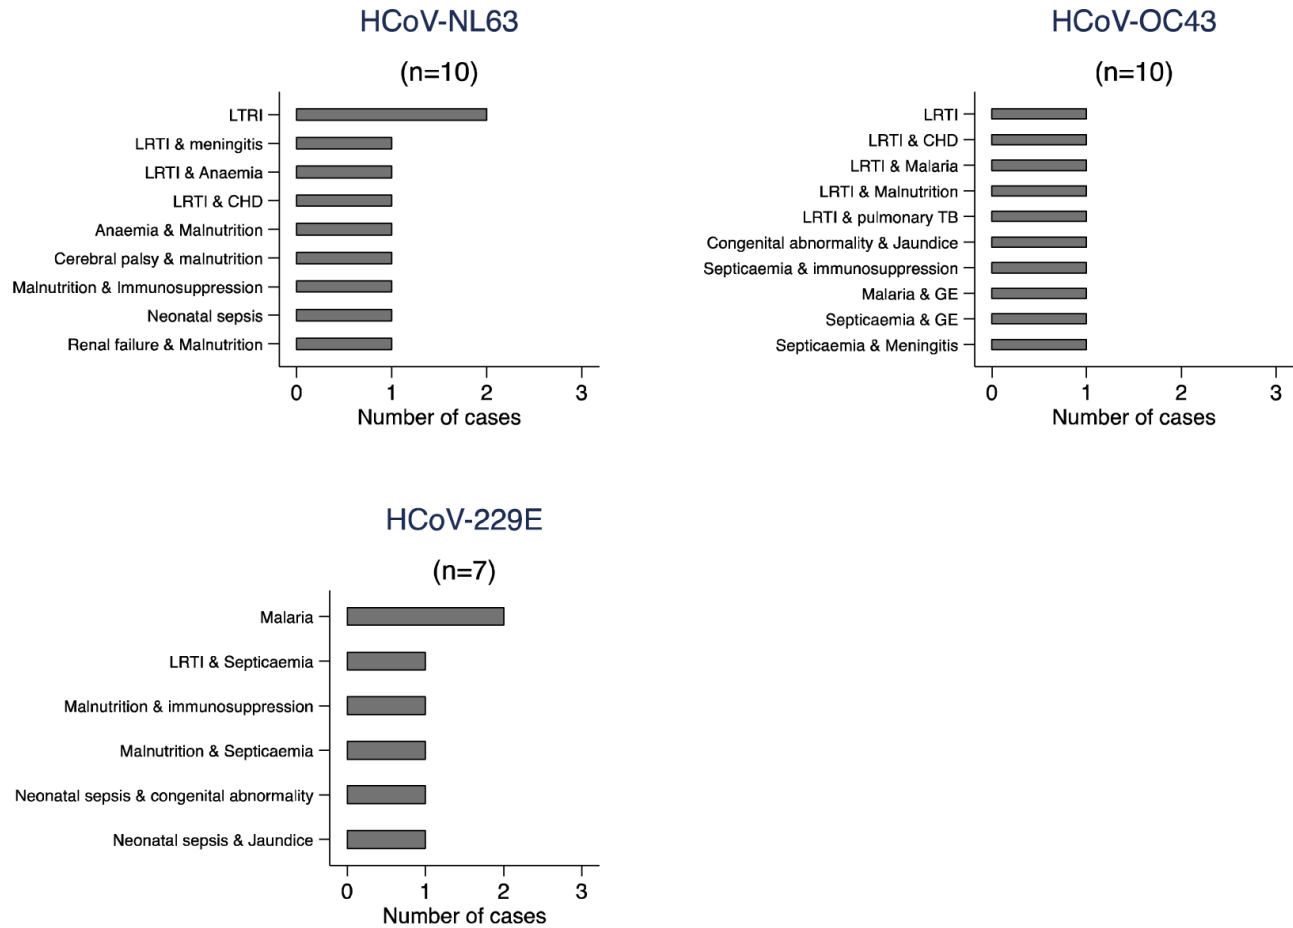 HCoV-NL63
(n=10)
LTRI
LRTI & meningitis
LRTI & Anaemia
LRTI & CHD
Anaemia & Malnutrition
Cerebral palsy & malnutrition
Malnutrition & Immunosuppression
Neonatal sepsis
Renal failure & Malnutrition
0 1 2 3
Number of cases
HCoV-OC43
(n=10)
LRTI
LRTI & CHD
LRTI & Malaria
LRTI & Malnutrition
LRTI & pulmonary TB
Congenital abnormality & Jaundice
Septicaemia & immunosuppression
Malaria & GE
Septicaemia & GE
Septicaemia & Meningitis
0 1 2 3
Number of cases
HCoV-229E
(n=7)
Malaria
LRTI & Septicaemia
Malnutrition & immunosuppression
Malnutrition & Septicaemia
Neonatal sepsis & congenital abnormality
Neonatal sepsis & Jaundice
0 1 2 3
Number of cases